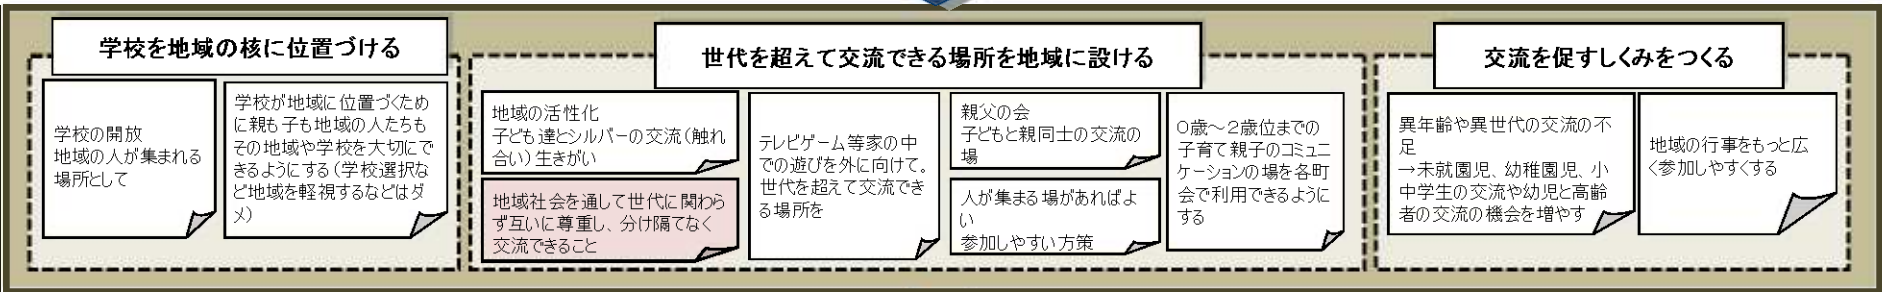 学校を地域の核に位置づける
学校の開放
地域の人が集まれる
場所として
学校が地域に位置づくため
に親も子も地域の人たちも
その地域や学校を大切にで
きるようにする(学校選択な
ど地域を軽視するなどはダ
メ)
世代を超えて交流できる場所を地域に設ける
地域の活性化
子ども達とシルバーの交流(触れ
合い)生きがい
地域社会を通して世代に関わら
ず互いに尊重し、分け隔てなく
交流できること
テレビゲーム等家の中
での遊びを外に向けて。
世代を超えて交流でき
る場所を
親父の会
子どもと親同士の交流の
場
人が集まる場があればよ
い
参加しやすい方策
0歳~2歳位までの
子育て親子のコミュニ
ケーションの場を各町
会で利用できるように
する
交流を促すしくみをつくる
異年齢や異世代の交流の不
足
→未就園児、幼稚園児、小
中学生の交流や幼児と高齢
者の交流の機会を増やす
地域の行事をもっと広
く参加しやすくする